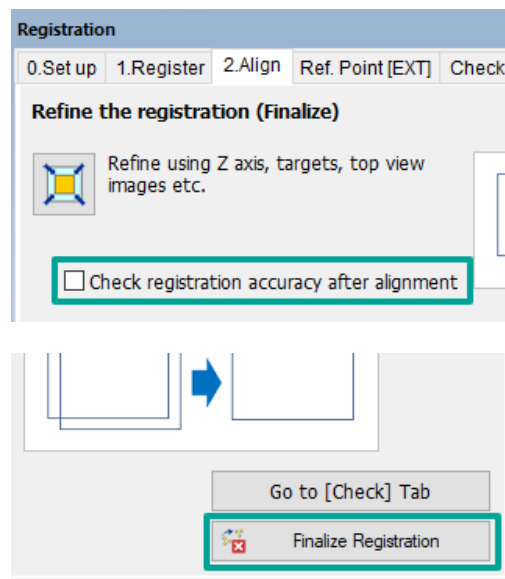 Registration
0.Set up 1.Register 2.Align Ref. Point [EXT] Check
Refine the registration (Finalize)
Refine using Z axis, targets, top view
images etc.
Check registration accuracy after alignment
Go to [Check] Tab
Finalize Registration